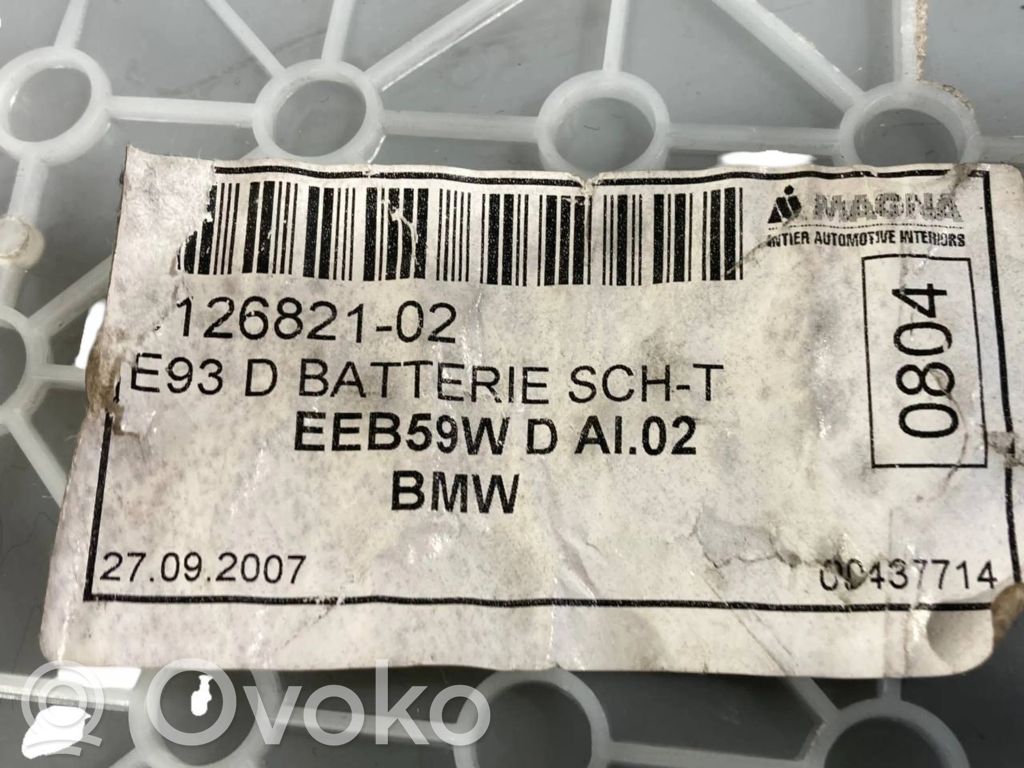 MAGNA
INTIER AUTOMOTIVE INTERIORS
126821-02
0804
E93 D BATTERIE SCH-T
EEB59W D AI.02
BMW
27.09.2007
00437714
Ovoko